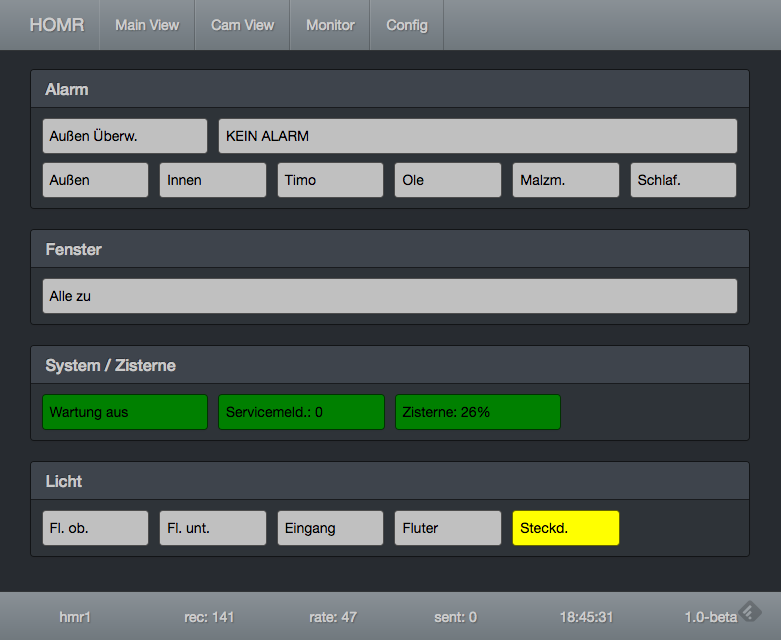 HOMR Main View Cam View Monitor Config
Alarm
Außen Überw. KEIN ALARM
Außen Innen Timo Ole Malzm. Schlaf.
Fenster
Alle zu
System / Zisterne
Wartung aus Servicemeld.: 0 Zisterne: 26%
Licht
Fl. ob. Fl. unt. Eingang Fluter Steckd.
hmr1 rec: 141 rate: 47 sent: 0 18:45:31 1.0-beta